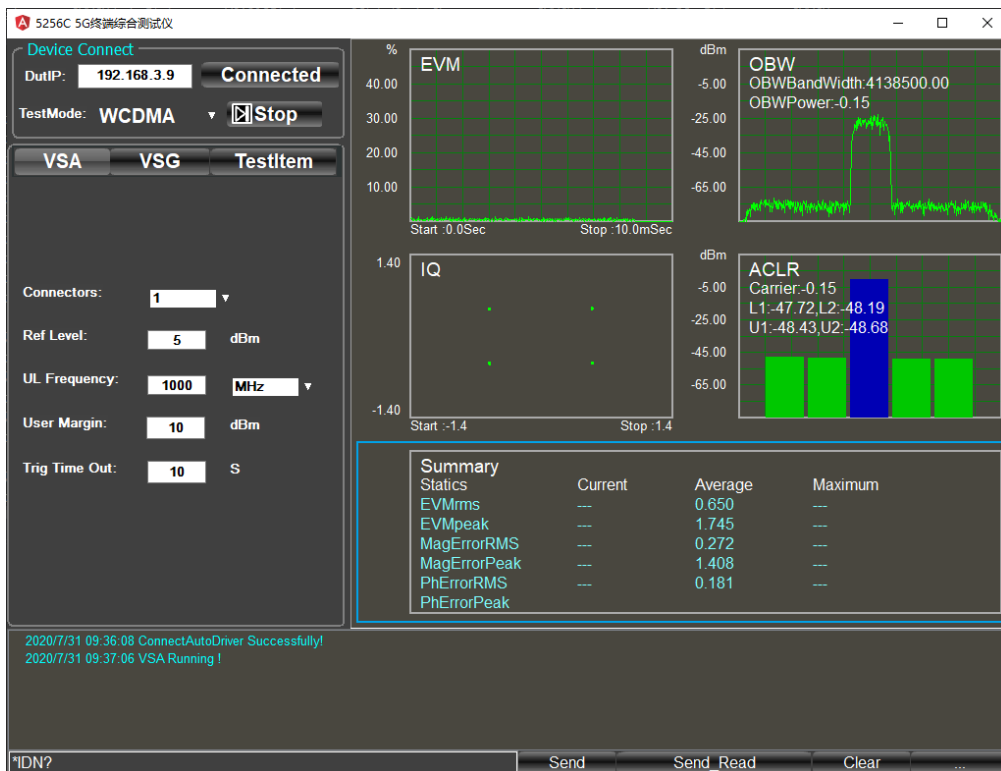 5256C 5G终端综合测试仪
Device Connect
DutIP: 192.168.3.9 Connected
TestMode: WCDMA Stop
VSA VSG TestItem
Connectors: 1
Ref Level: 5 dBm
UL Frequency: 1000 MHz
User Margin: 10 dBm
Trig Time Out: 10 S
%
EVM
40.00
30.00
20.00
10.00
Start :0.0Sec Stop :10.0mSec
dBm
OBW
OBWBandWidth:4138500.00
OBWPower:-0.15
-5.00
-25.00
-45.00
-65.00
1.40
IQ
-1.40
Start :-1.4 Stop :1.4
dBm
ACLR
Carrier:-0.15
L1:-47.72,L2:-48.19
U1:-48.43,U2:-48.68
-5.00
-25.00
-45.00
-65.00
Summary
Statics Current Average Maximum
EVMrms --- 0.650 ---
EVMpeak --- 1.745 ---
MagErrorRMS --- 0.272 ---
MagErrorPeak --- 1.408 ---
PhErrorRMS --- 0.181 ---
PhErrorPeak
2020/7/31 09:36:08 ConnectAutoDriver Successfully!
2020/7/31 09:37:06 VSA Running !
*IDN? Send Send_Read Clear ...